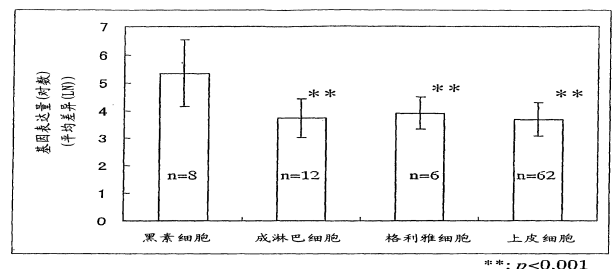 基因表达量(对数)
(平均差异(LN))
7
6
5
4
3
2
1
0
** ** **
n=8 n=12 n=6 n=62
黑素细胞 成淋巴细胞 格利雅细胞 上皮细胞
**: p<0.001